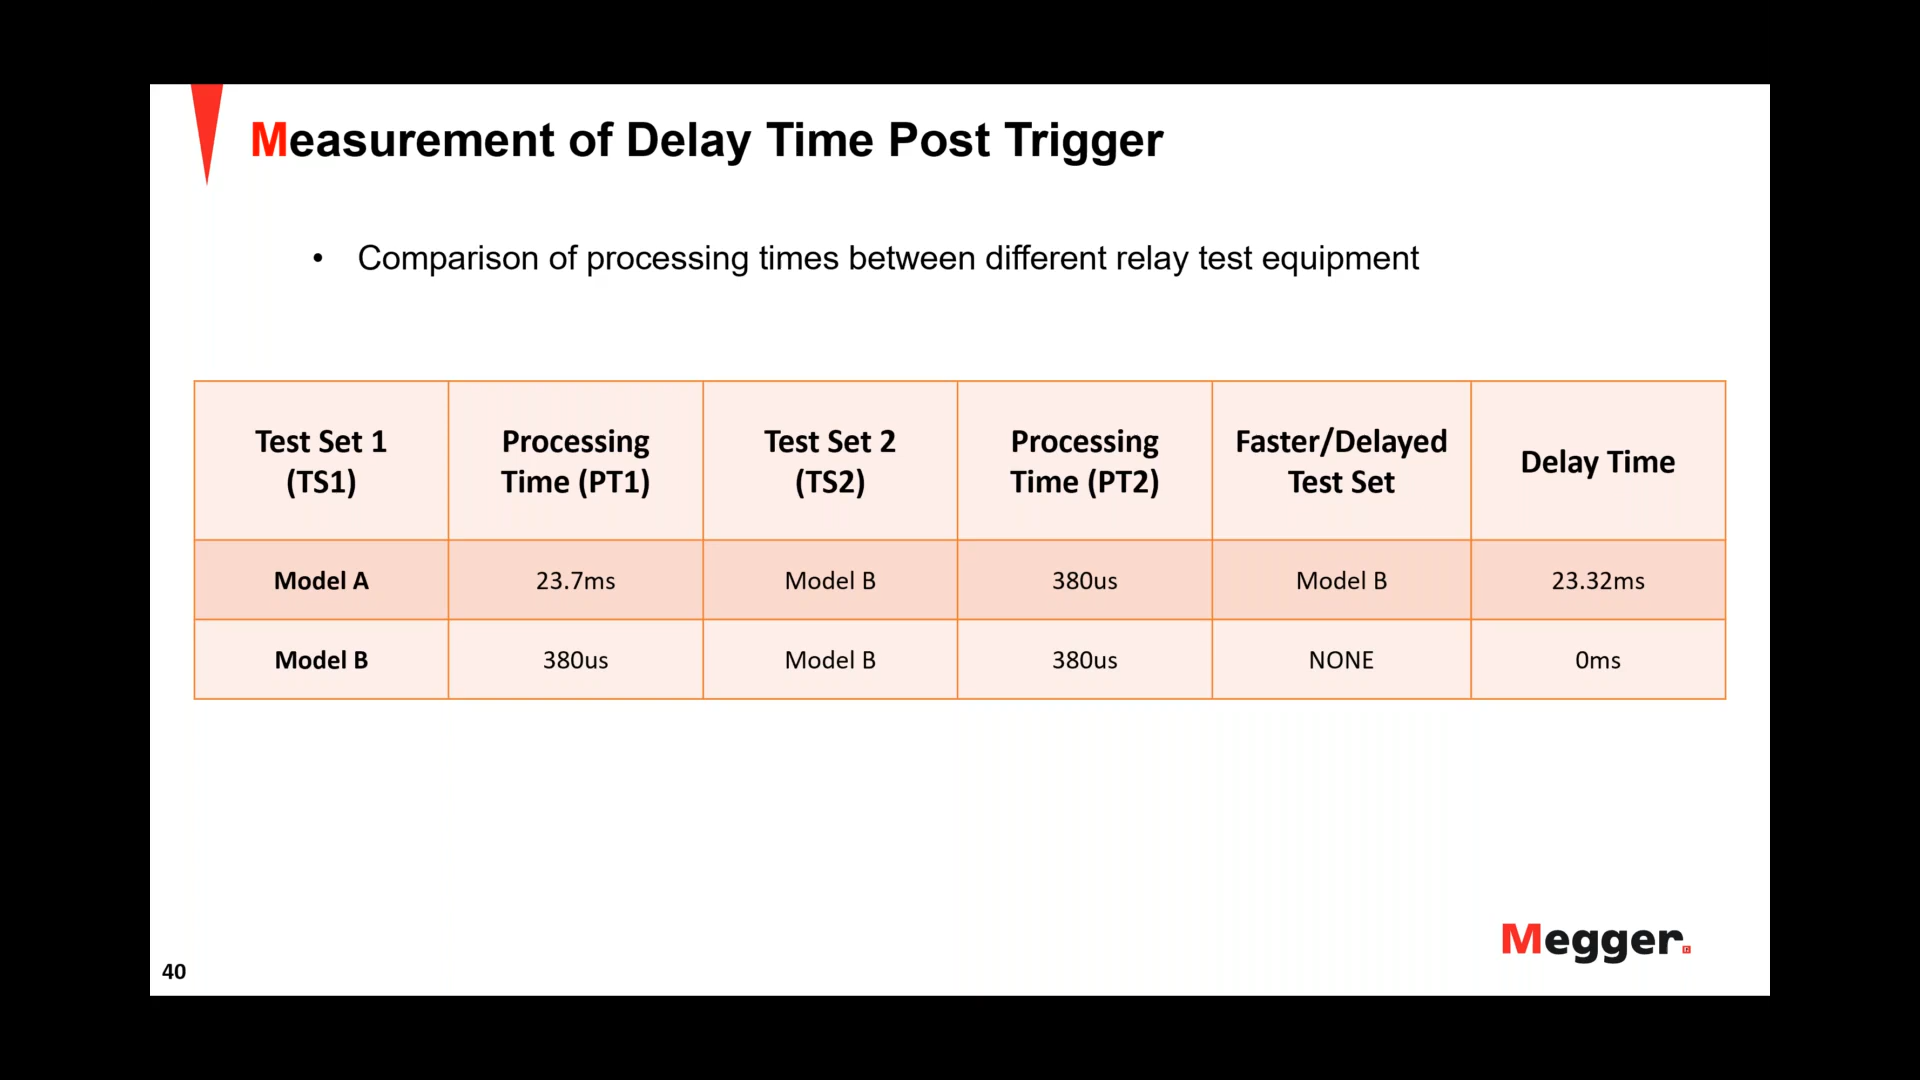 Measurement of Delay Time Post Trigger
• Comparison of processing times between different relay test equipment
Test Set 1 (TS1)
Processing Time (PT1)
Test Set 2 (TS2)
Processing Time (PT2)
Faster/Delayed Test Set
Delay Time
Model A 23.7ms Model B 380us Model B 23.32ms
Model B 380us Model B 380us NONE 0ms
Megger.
40